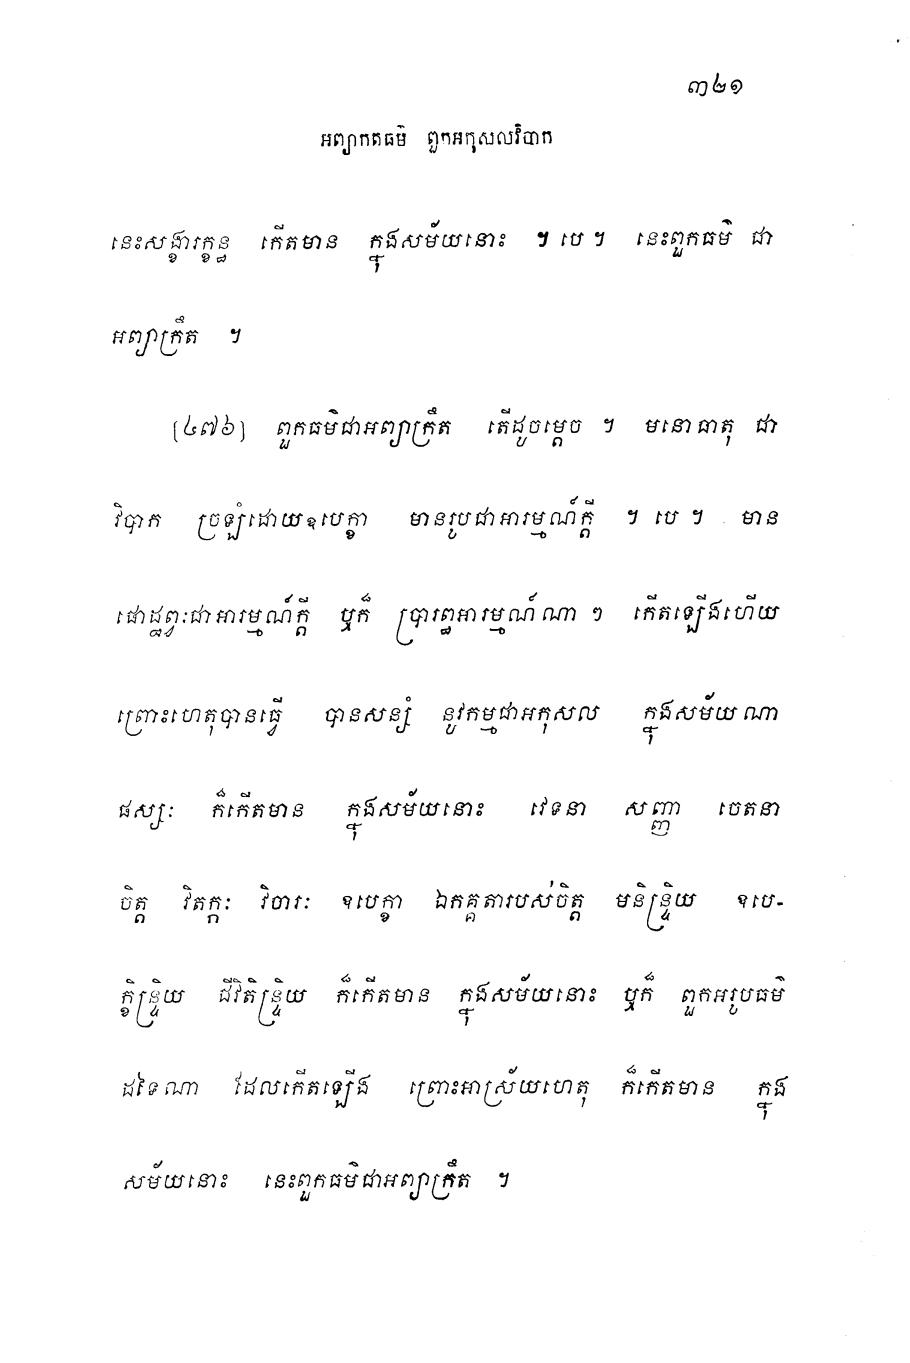 ៣២១
អព្យាកតធម៌ ពួកអកុសលវិបាក
នេះសង្ខារក្ខន្ធ កើតមាន ក្នុងសម័យនោះ ។ បេ ។ នេះពួកធម៌ ជា
អព្យាក្រឹត ។
[៤៧៦] ពួកធម៌ជាអព្យាក្រឹត តើដូចម្តេច ។ មនោធាតុ ជា
វិបាក ច្រឡំដោយឧបេក្ខា មានរូបជាអារម្មណ៍ក្តី ។ បេ ។ មាន
ផោដ្ឋព្វៈជាអារម្មណ៍ក្តី ឬក៏ ប្រារព្ធអារម្មណ៍ណា ៗ កើតឡើងហើយ
ព្រោះហេតុបានធ្វើ បានសន្សំ នូវកម្មជាអកុសល ក្នុងសម័យណា
ផស្សៈ ក៏កើតមាន ក្នុងសម័យនោះ វេទនា សញ្ញា ចេតនា
ចិត្ត វិតក្កៈ វិចារៈ ឧបេក្ខា ឯកគ្គតារបស់ចិត្ត មនិន្ទ្រិយ ឧបេ-
ក្ខិន្ទ្រិយ ជីវិតិន្ទ្រិយ ក៏កើតមាន ក្នុងសម័យនោះ ឬក៏ ពួកអរូបធម៌
ដទៃណា ដែលកើតឡើង ព្រោះអាស្រ័យហេតុ ក៏កើតមាន ក្នុង
សម័យនោះ នេះពួកធម៌ជាអព្យាក្រឹត ។